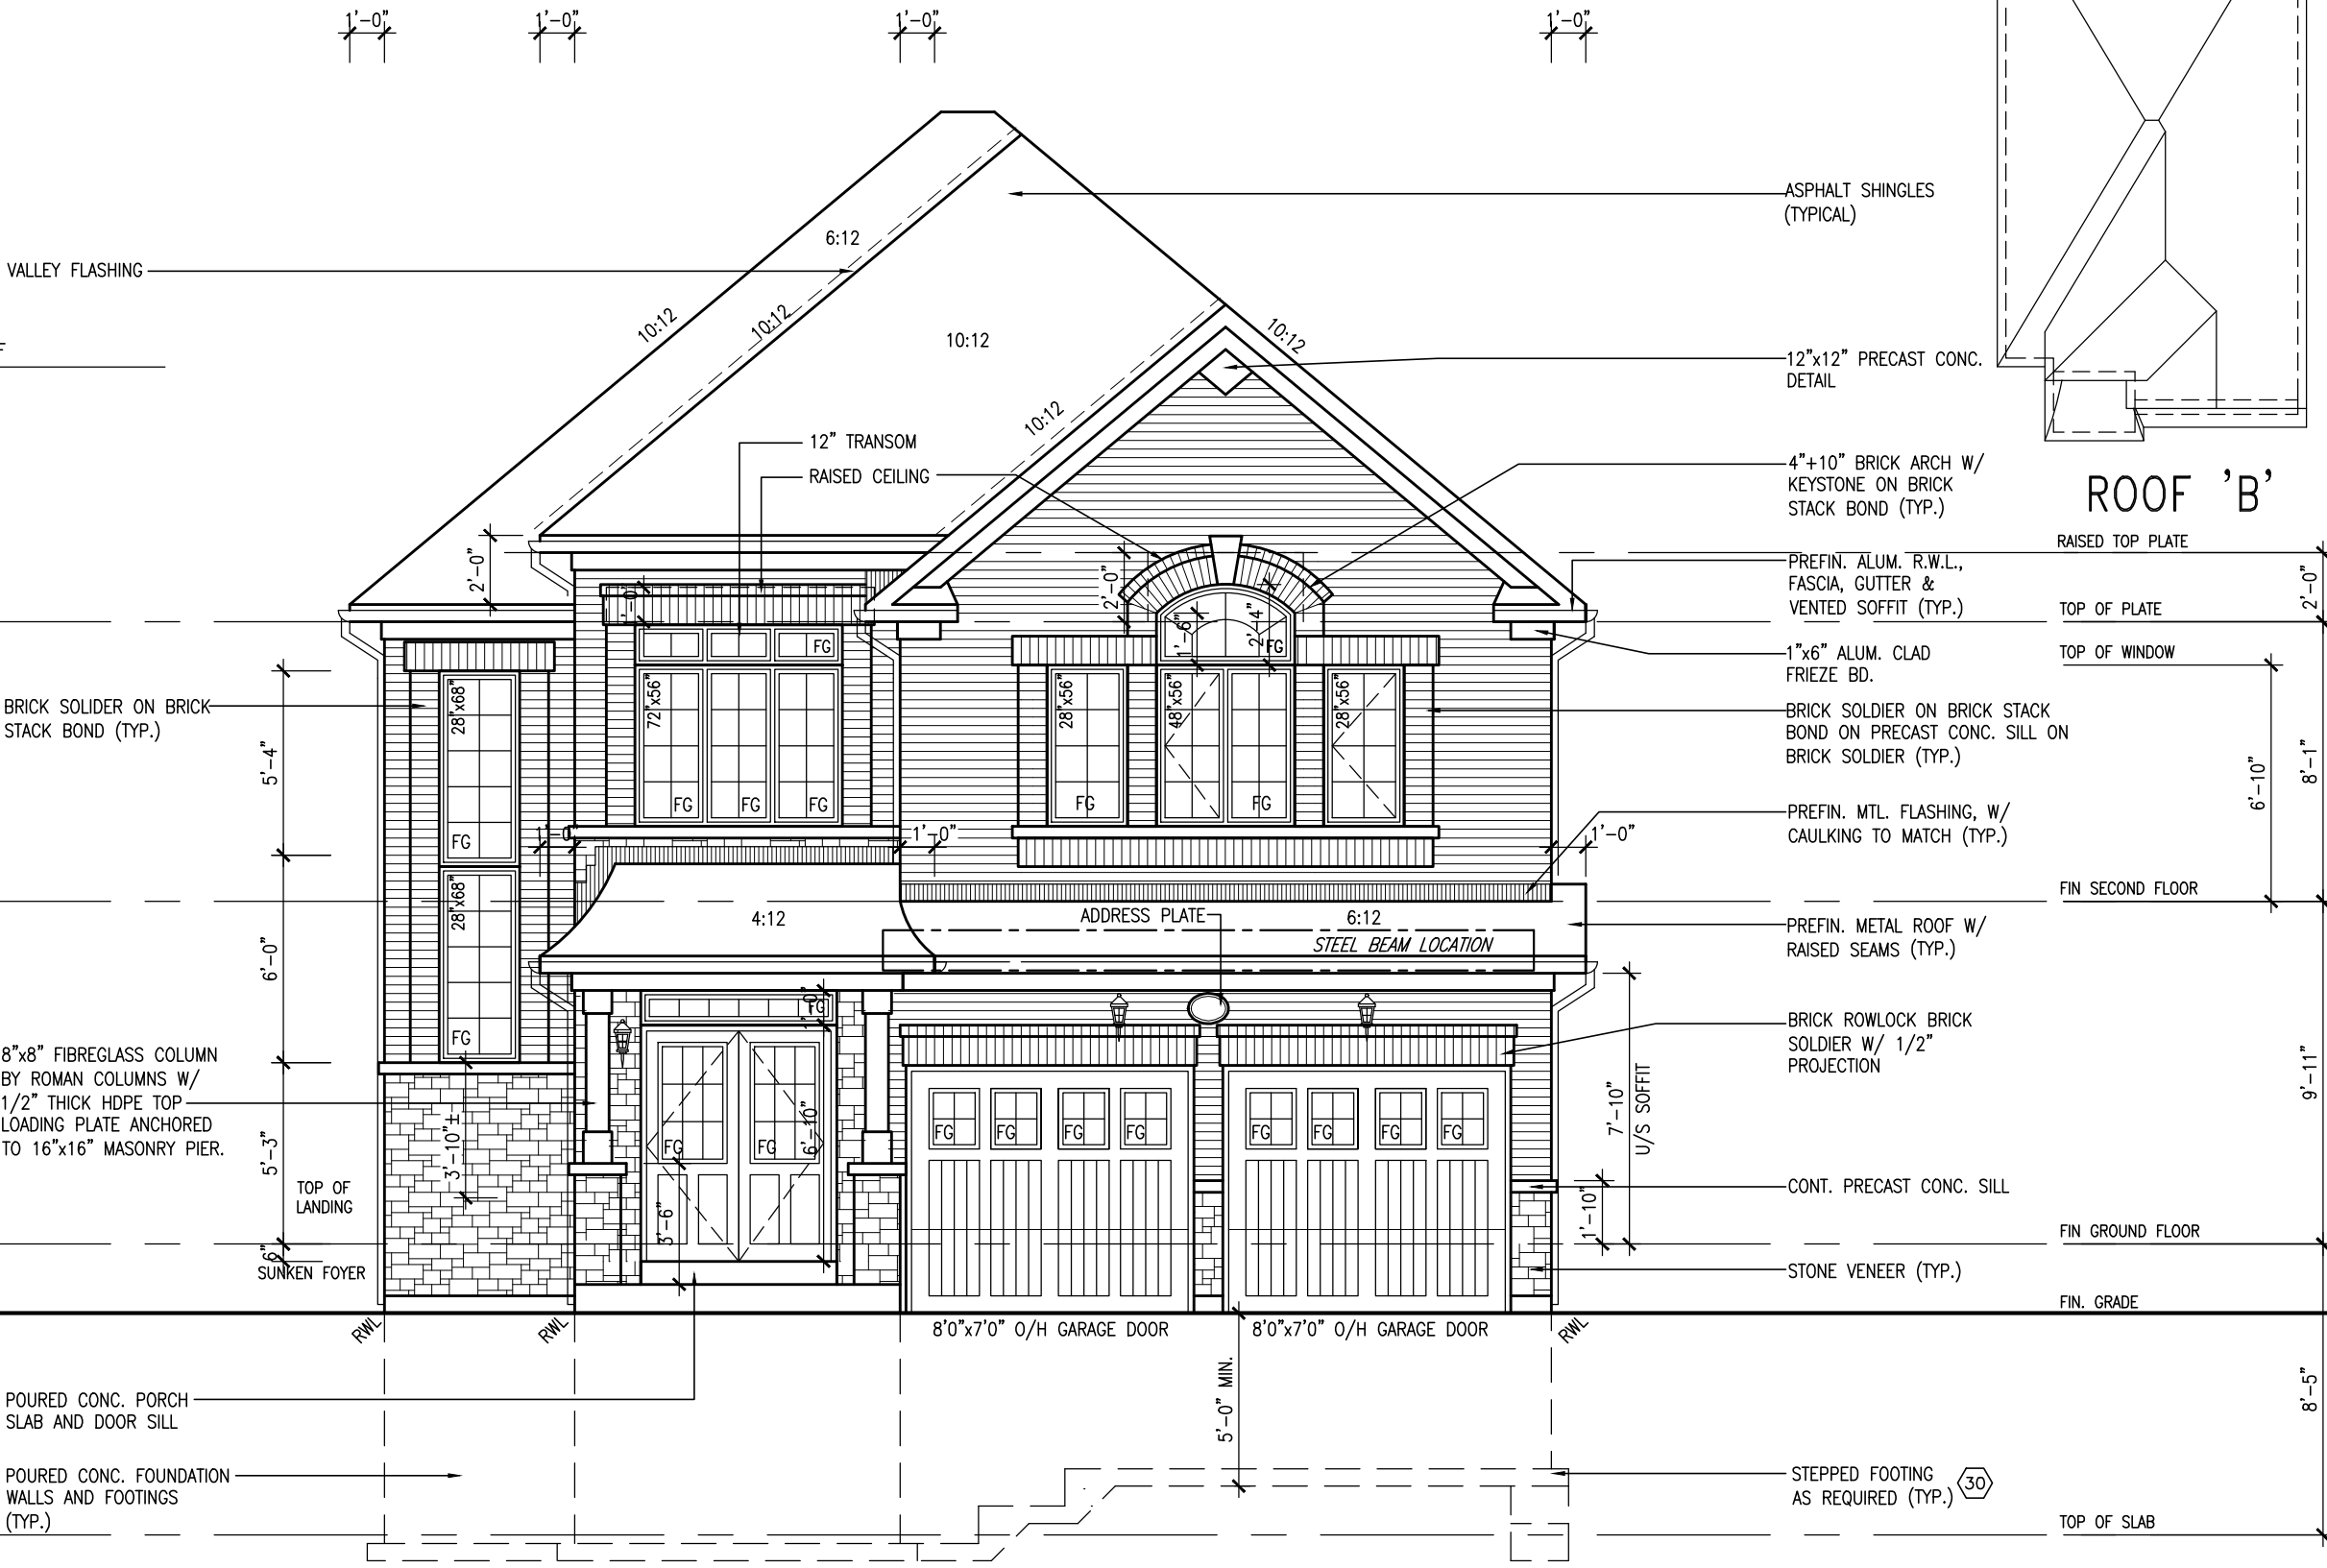 1'-0"
1'-0"
1'-0"
1'-0"
ASPHALT SHINGLES
(TYPICAL)
6:12
VALLEY FLASHING
10:12
10:12
10:12
10:12
10:12
12"x12" PRECAST CONC.
DETAIL
12" TRANSOM
RAISED CEILING
4"+10" BRICK ARCH W/
KEYSTONE ON BRICK
STACK BOND (TYP.)
ROOF 'B'
RAISED TOP PLATE
2'-0"
2'-0"
1'-0"
PREFIN. ALUM. R.W.L.,
FASCIA, GUTTER &
VENTED SOFFIT (TYP.)
TOP OF PLATE
2'-0"
1'-6"
2'-4"
FG
FG
1"x6" ALUM. CLAD
FRIEZE BD.
TOP OF WINDOW
BRICK SOLIDER ON BRICK
STACK BOND (TYP.)
28"x68"
72"x56"
28"x56"
48"x56"
28"x56"
BRICK SOLDIER ON BRICK STACK
BOND ON PRECAST CONC. SILL ON
BRICK SOLDIER (TYP.)
5'-4"
6'-10"
8'-1"
FG
FG
FG
FG
FG
FG
PREFIN. MTL. FLASHING, W/
CAULKING TO MATCH (TYP.)
1'-0"
1'-0"
1'-0"
FIN SECOND FLOOR
28"x68"
4:12
ADDRESS PLATE
6:12
STEEL BEAM LOCATION
PREFIN. METAL ROOF W/
RAISED SEAMS (TYP.)
6'-0"
FG
1'-0"
FG
BRICK ROWLOCK BRICK
SOLDIER W/ 1/2"
PROJECTION
8"x8" FIBREGLASS COLUMN
BY ROMAN COLUMNS W/
1/2" THICK HDPE TOP
LOADING PLATE ANCHORED
TO 16"x16" MASONRY PIER.
5'-3"
3'-10"±
FG
FG
6'-10"
FG
FG
FG
FG
FG
FG
FG
FG
7'-10"
U/S SOFFIT
9'-11"
TOP OF
LANDING
3'-6"
1'-10"
CONT. PRECAST CONC. SILL
FIN GROUND FLOOR
6"
SUNKEN FOYER
STONE VENEER (TYP.)
FIN. GRADE
RWL
RWL
8'0"x7'0" O/H GARAGE DOOR
8'0"x7'0" O/H GARAGE DOOR
RWL
5'-0" MIN.
8'-5"
POURED CONC. PORCH
SLAB AND DOOR SILL
POURED CONC. FOUNDATION
WALLS AND FOOTINGS
(TYP.)
STEPPED FOOTING
AS REQUIRED (TYP.)
30
TOP OF SLAB